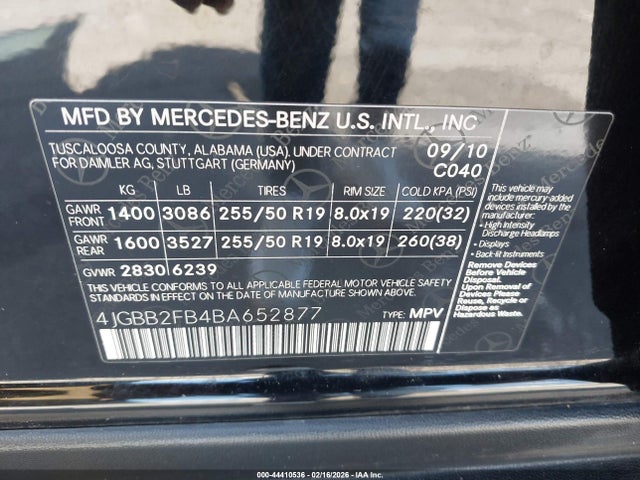 MFD BY MERCEDES-BENZ U.S. INTL., INC
TUSCALOOSA COUNTY, ALABAMA (USA). UNDER CONTRACT
FOR DAIMLER AG, STUTTGART (GERMANY)
09/10
C040
KG LB TIRES RIM SIZE COLD KPA (PSI)
GAWR FRONT 1400 3086 255/50 R19 8.0x19 220(32)
GAWR REAR 1600 3527 255/50 R19 8.0x19 260(38)
GVWR 2830 6239
THIS VEHICLE CONFORMS TO ALL APPLICABLE FEDERAL MOTOR VEHICLE SAFETY
STANDARDS IN EFFECT ON THE DATE OF MANUFACTURE SHOWN ABOVE.
4JGBB2FB4BA652877
TYPE: MPV
This vehicle may
include mercury-added
devices installed by
the manufacturer:
• High Intensity
Discharge Headlamps
• Displays
• Back-lit Instruments
Remove Devices
Before Vehicle
Disposal. Upon
Removal of Devices
Please Reuse, Recycle
or Dispose as
Hazardous Waste.
000-44410536 - 02/16/2026 - IAAI.com